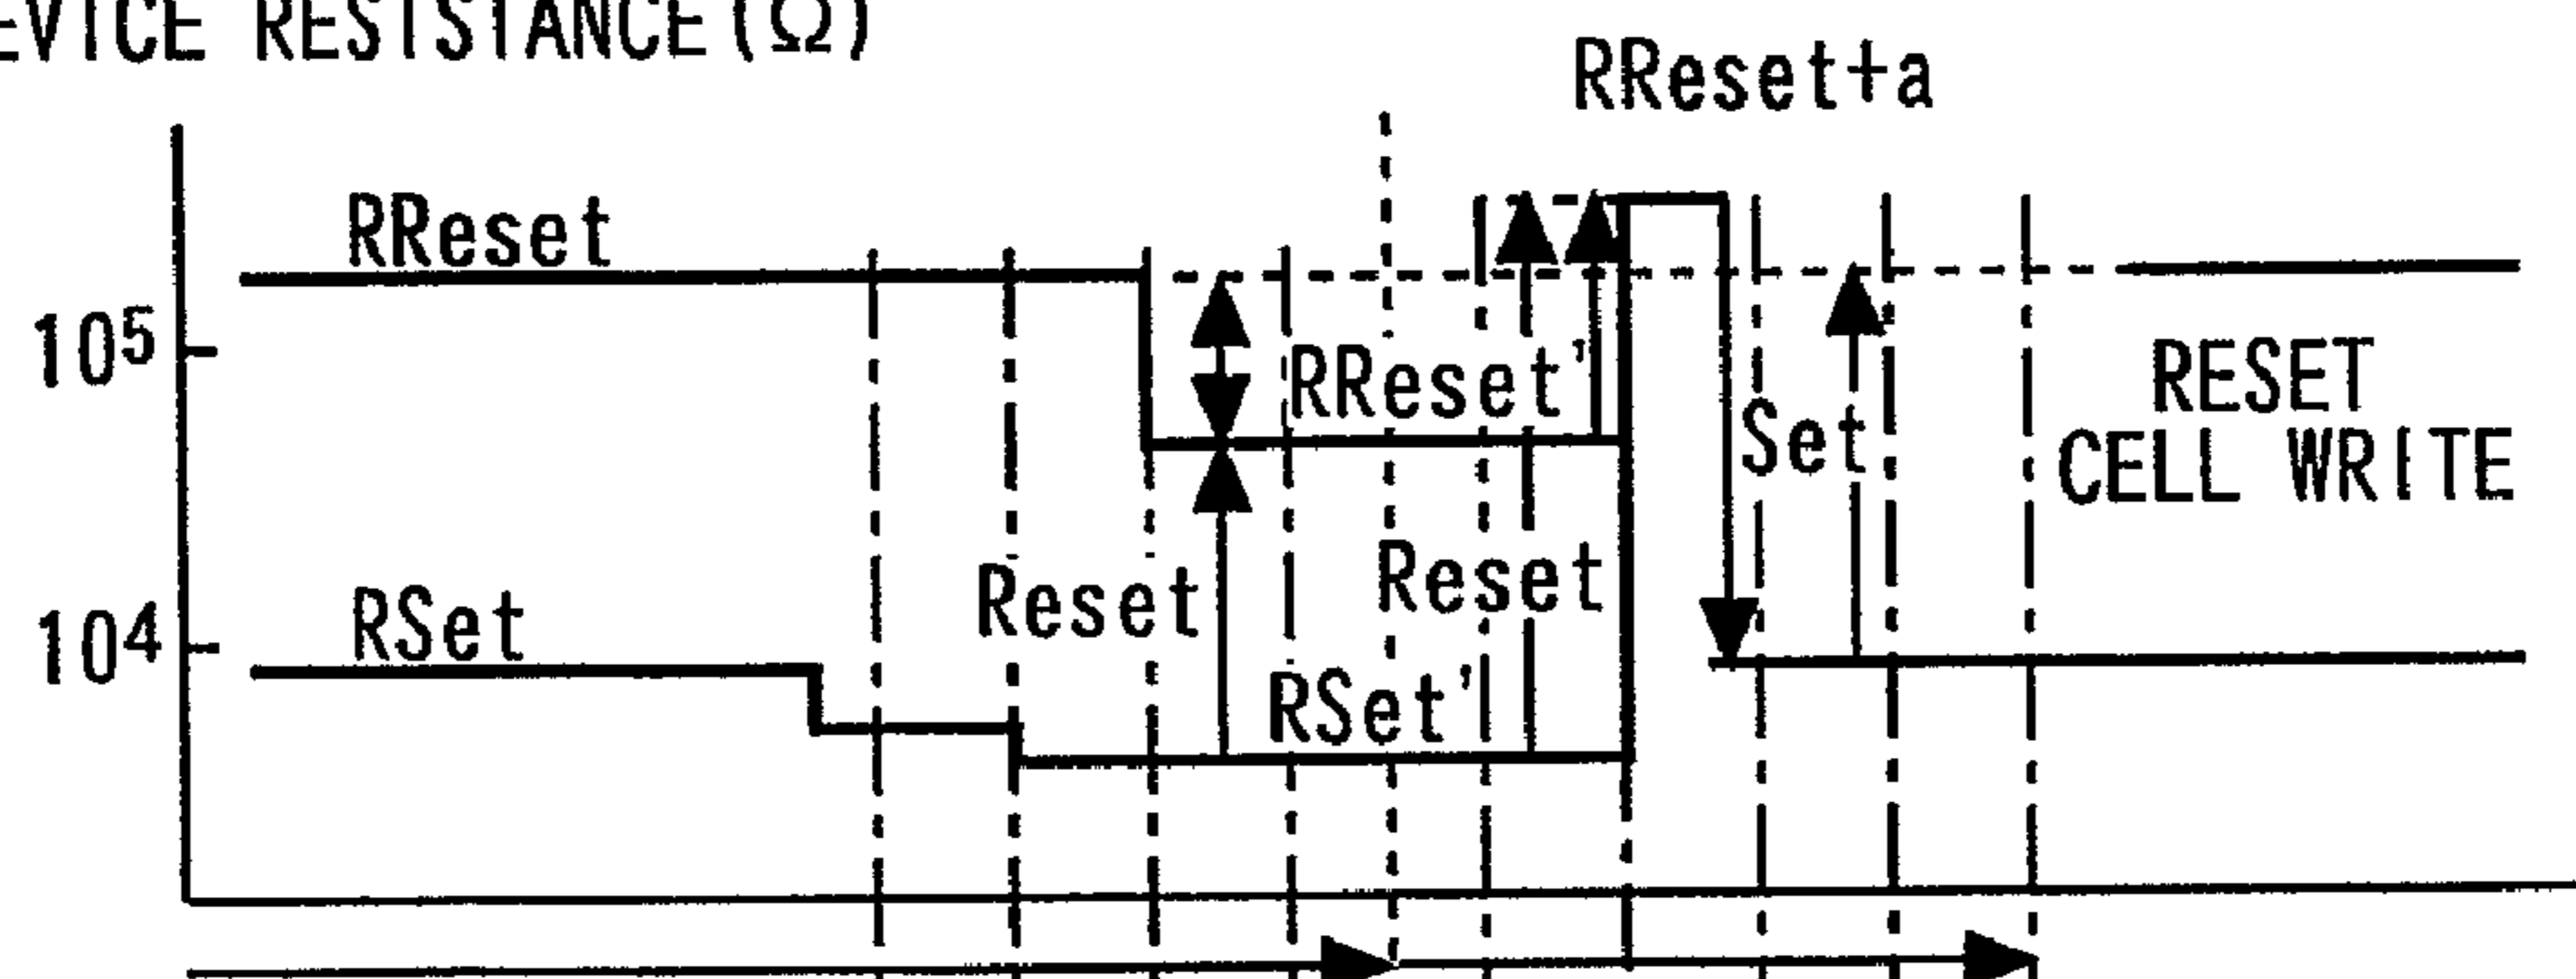 EVICE RESISTANCE(Ω)
RReset+a
RReset
10⁵
RReset'
RESET
CELL WRITE
Set
Reset
Reset
10⁴
RSet
RSet'